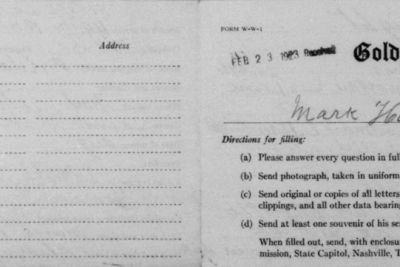 Address
FORM W-W-1
FEB 23 1923 Received
Gold
Mark
Directions for filling:
(a) Please answer every question in full
(b) Send photograph, taken in uniform
(c) Send original or copies of all letters
clippings, and all other data bearing
(d) Send at least one souvenir of his se
When filled out, send, with enclosu
mission, State Capitol, Nashville, T